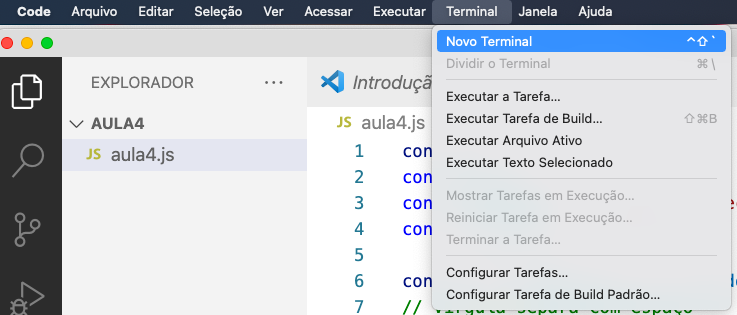 Code Arquivo Editar Seleção Ver Acessar Executar Terminal Janela Ajuda
Novo Terminal ^⇧`
Dividir o Terminal ⌘\
Executar a Tarefa...
Executar Tarefa de Build... ⇧⌘B
Executar Arquivo Ativo
Executar Texto Selecionado
Mostrar Tarefas em Execução...
Reiniciar Tarefa em Execução...
Terminar a Tarefa...
Configurar Tarefas...
Configurar Tarefa de Build Padrão...
EXPLORADOR ...
AULA4
JS aula4.js
Introduçã
JS aula4.js
1 con
2 con
3 con
4 con
5
6 con
7 // vírgula separa com espaço